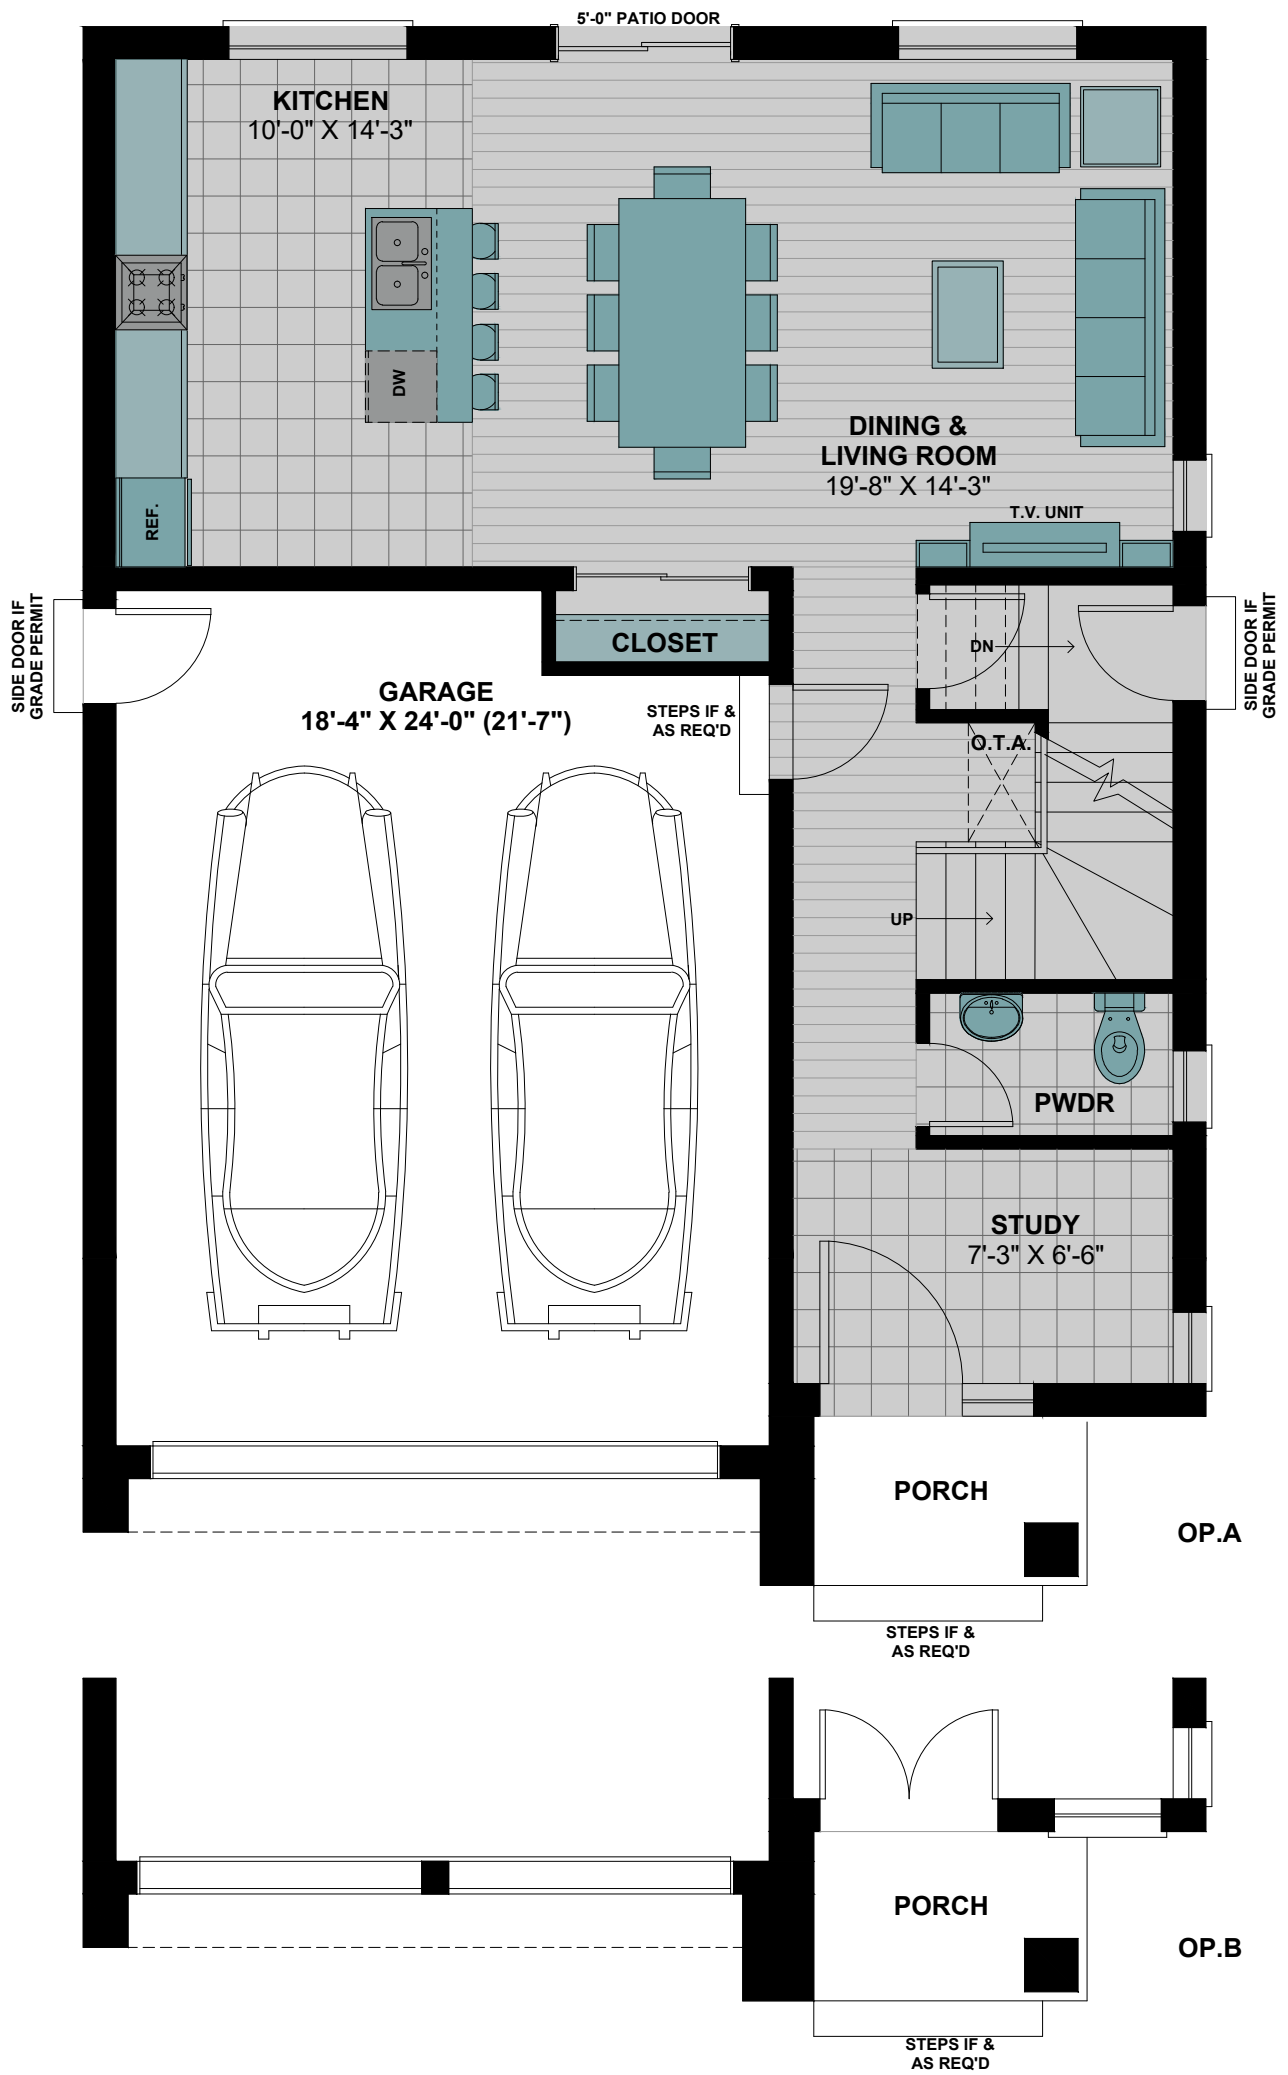 5'-0" PATIO DOOR
KITCHEN
10'-0" X 14'-3"
DW
REF.
DINING &
LIVING ROOM
19'-8" X 14'-3"
T.V. UNIT
SIDE DOOR IF
GRADE PERMIT
CLOSET
DN
SIDE DOOR IF
GRADE PERMIT
GARAGE
18'-4" X 24'-0" (21'-7")
STEPS IF &
AS REQ'D
O.T.A.
UP
PWDR
STUDY
7'-3" X 6'-6"
PORCH
OP.A
STEPS IF &
AS REQ'D
PORCH
OP.B
STEPS IF &
AS REQ'D